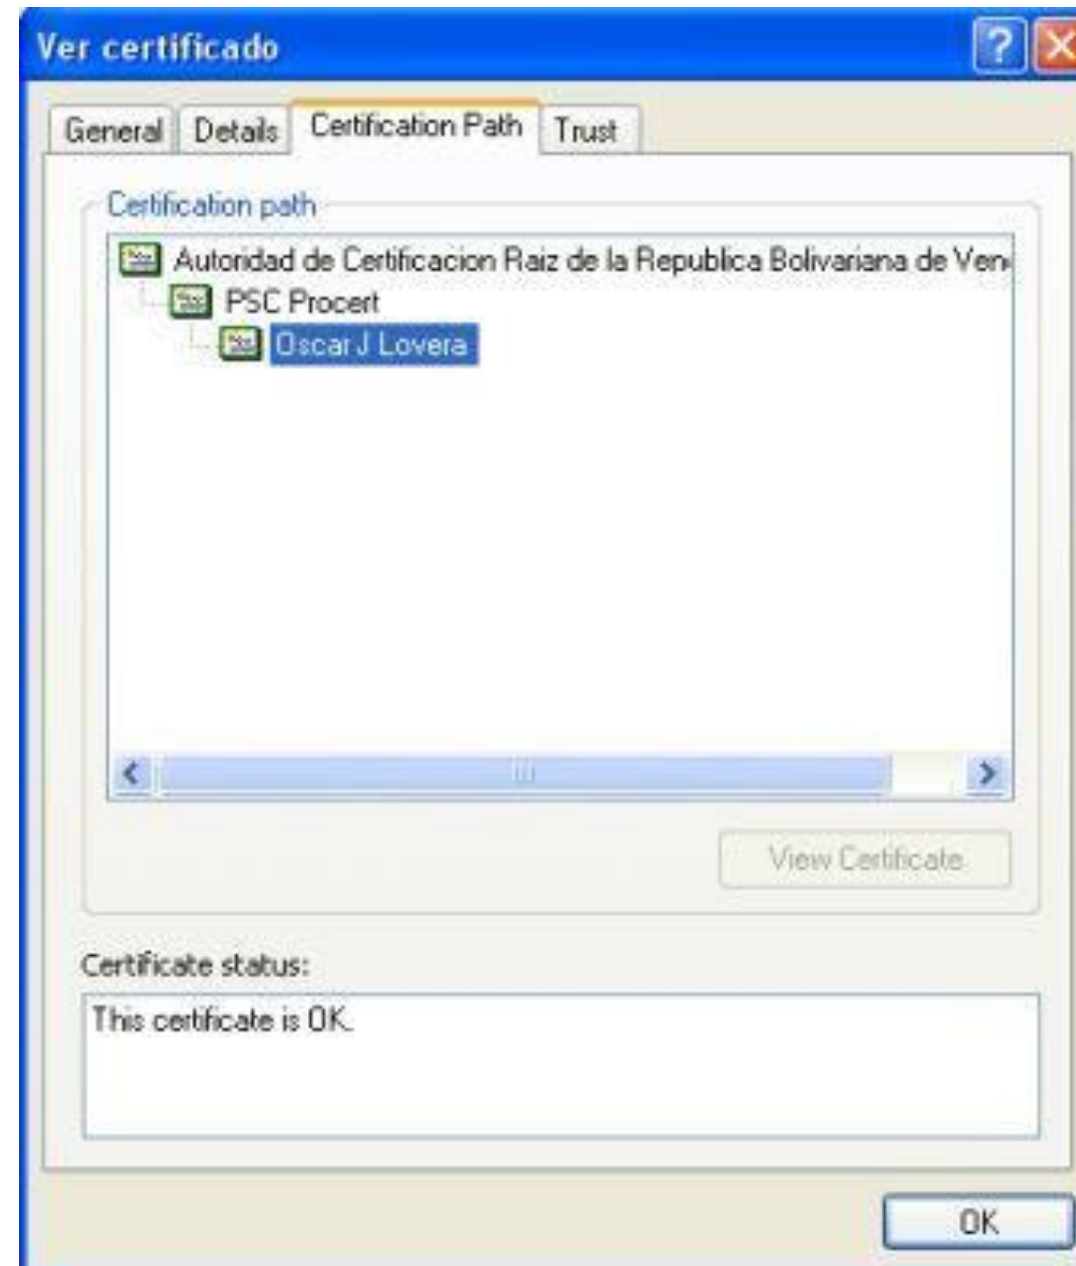 Ver certificado
General Details Certification Path Trust
Certification path
Autoridad de Certificacion Raiz de la Republica Bolivariana de Ven
PSC Procert
Oscar J Lovera
View Certificate
Certificate status:
This certificate is OK.
OK